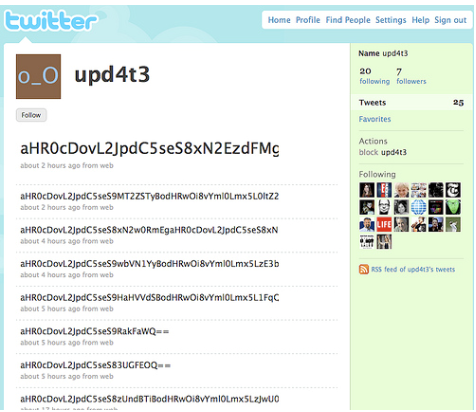 twitter
Home Profile Find People Settings Help Sign out
o_O
upd4t3
Follow
aHR0cDovL2JpdC5seS8xN2EzdFMg
about 2 hours ago from web
aHR0cDovL2JpdC5seS9MT2ZSTyBodHRwOi8vYml0Lmx5L0ltZ2
about 2 hours ago from web
aHR0cDovL2JpdC5seS8xN2w0RmEgaHR0cDovL2JpdC5seS8xN
about 4 hours ago from web
aHR0cDovL2JpdC5seS9wbVN1YyBodHRwOi8vYml0Lmx5LzE3b
about 4 hours ago from web
aHR0cDovL2JpdC5seS9HaHVVdSBodHRwOi8vYml0Lmx5L1FqC
about 5 hours ago from web
aHR0cDovL2JpdC5seS9RakFaWQ==
about 5 hours ago from web
aHR0cDovL2JpdC5seS83UGFEOQ==
about 5 hours ago from web
aHR0cDovL2JpdC5seS8zUndBTiBodHRwOi8vYml0Lmx5LzJwU0
about 17 hours ago from web
Name upd4t3
20 7
following followers
Tweets 25
Favorites
Actions
block upd4t3
Following
LIFE
RSS feed of upd4t3's tweets